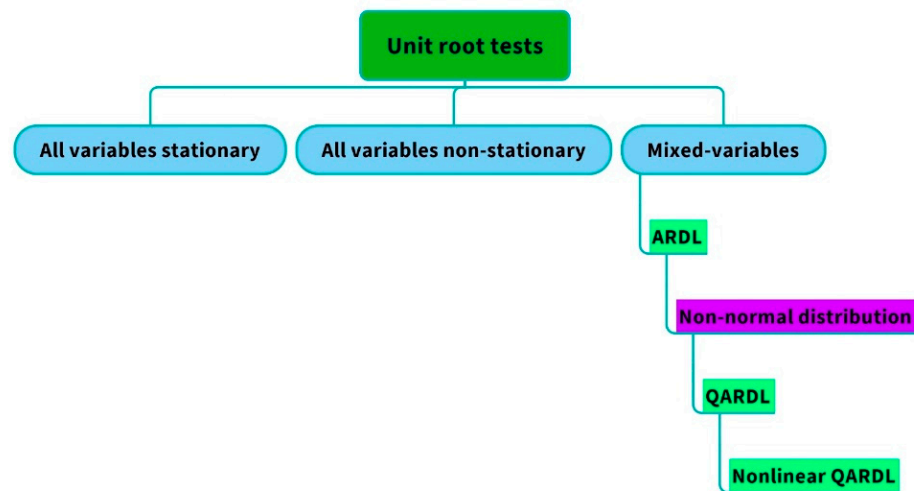 Unit root tests
All variables stationary
All variables non-stationary
Mixed-variables
ARDL
Non-normal distribution
QARDL
Nonlinear QARDL